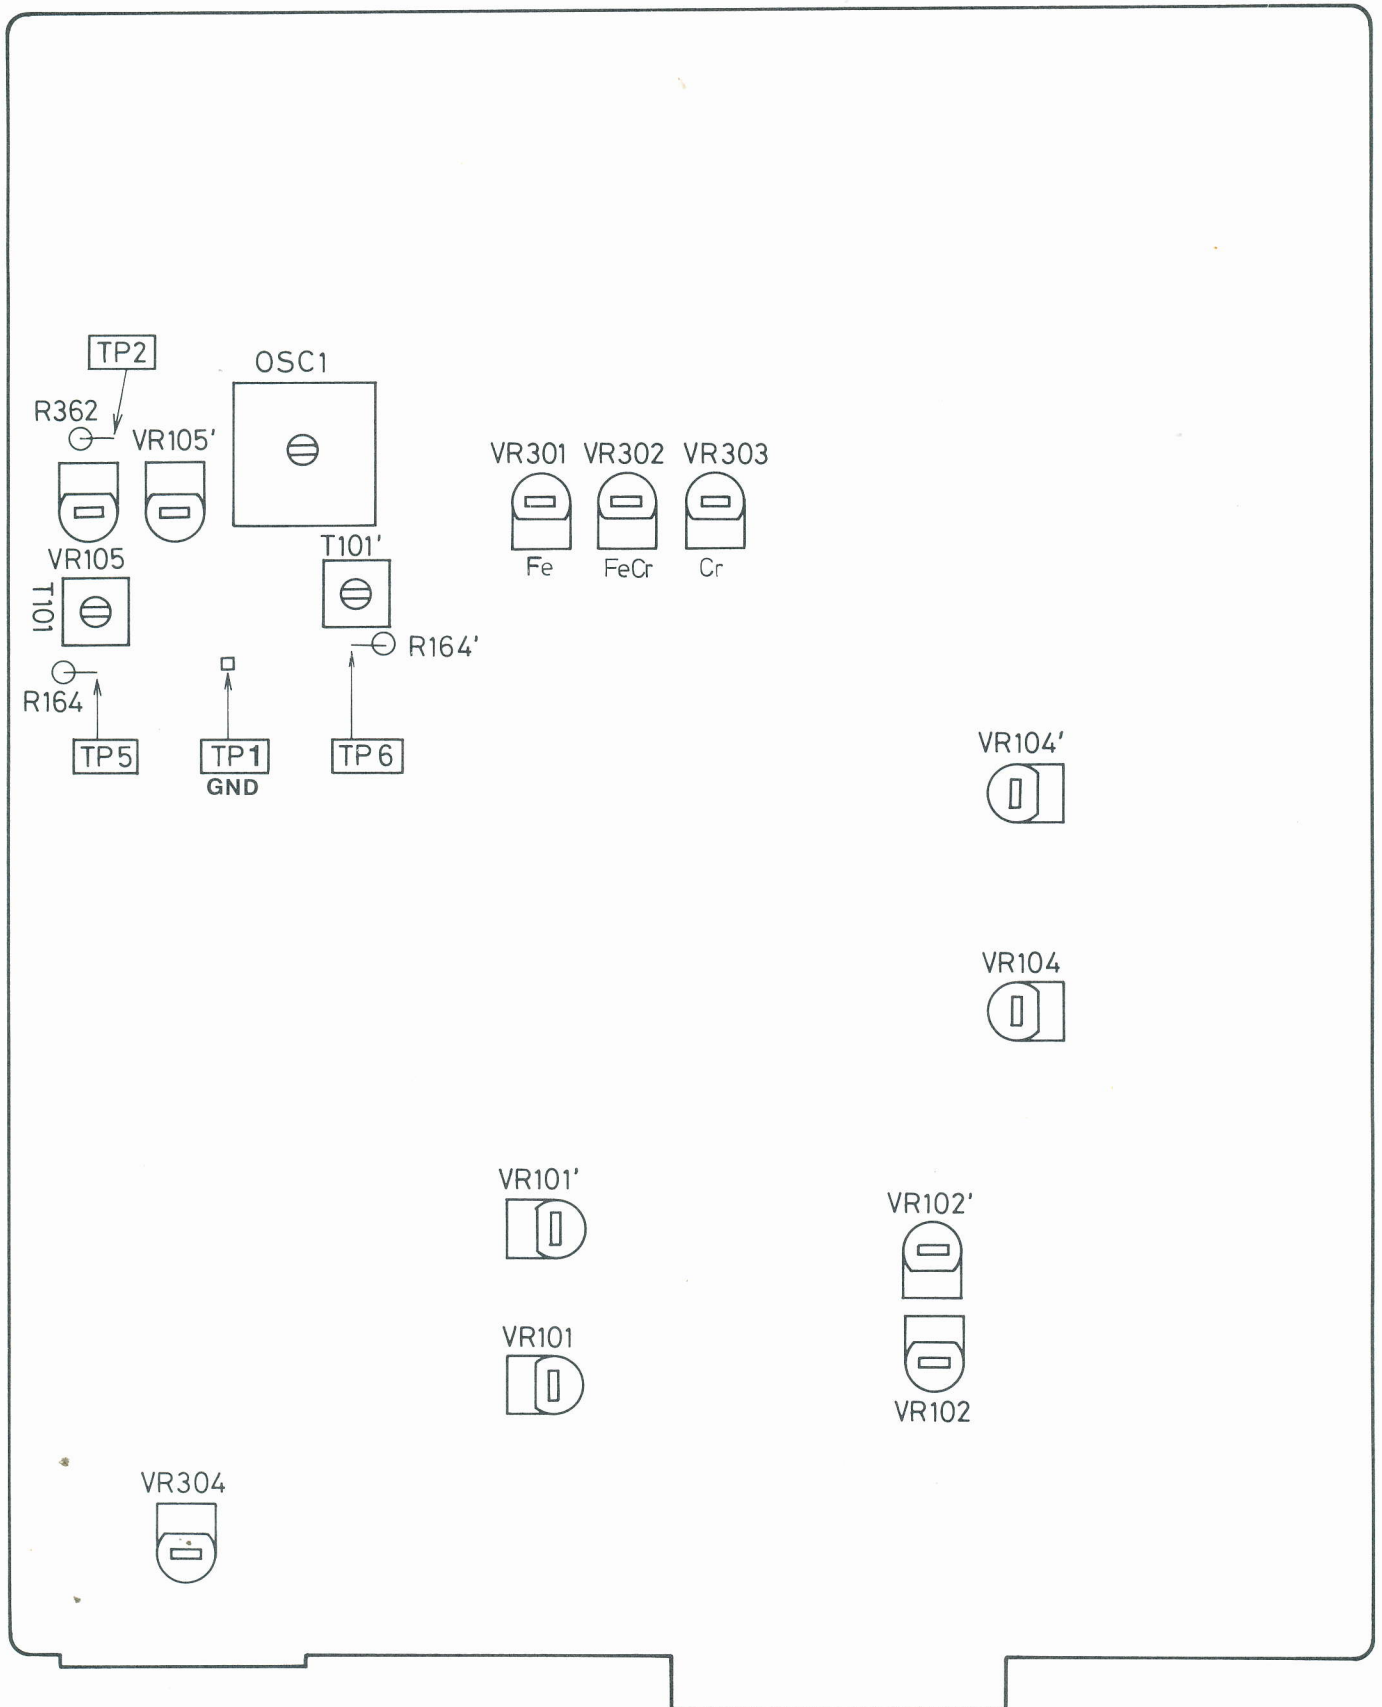 TP2
OSC1
R362
VR105'
VR301 VR302 VR303
T101'
VR105
Fe FeCr Cr
T101
R164'
R164
VR104'
TP5 TP1 TP6
GND
VR104
VR101'
VR102'
VR101
VR102
VR304